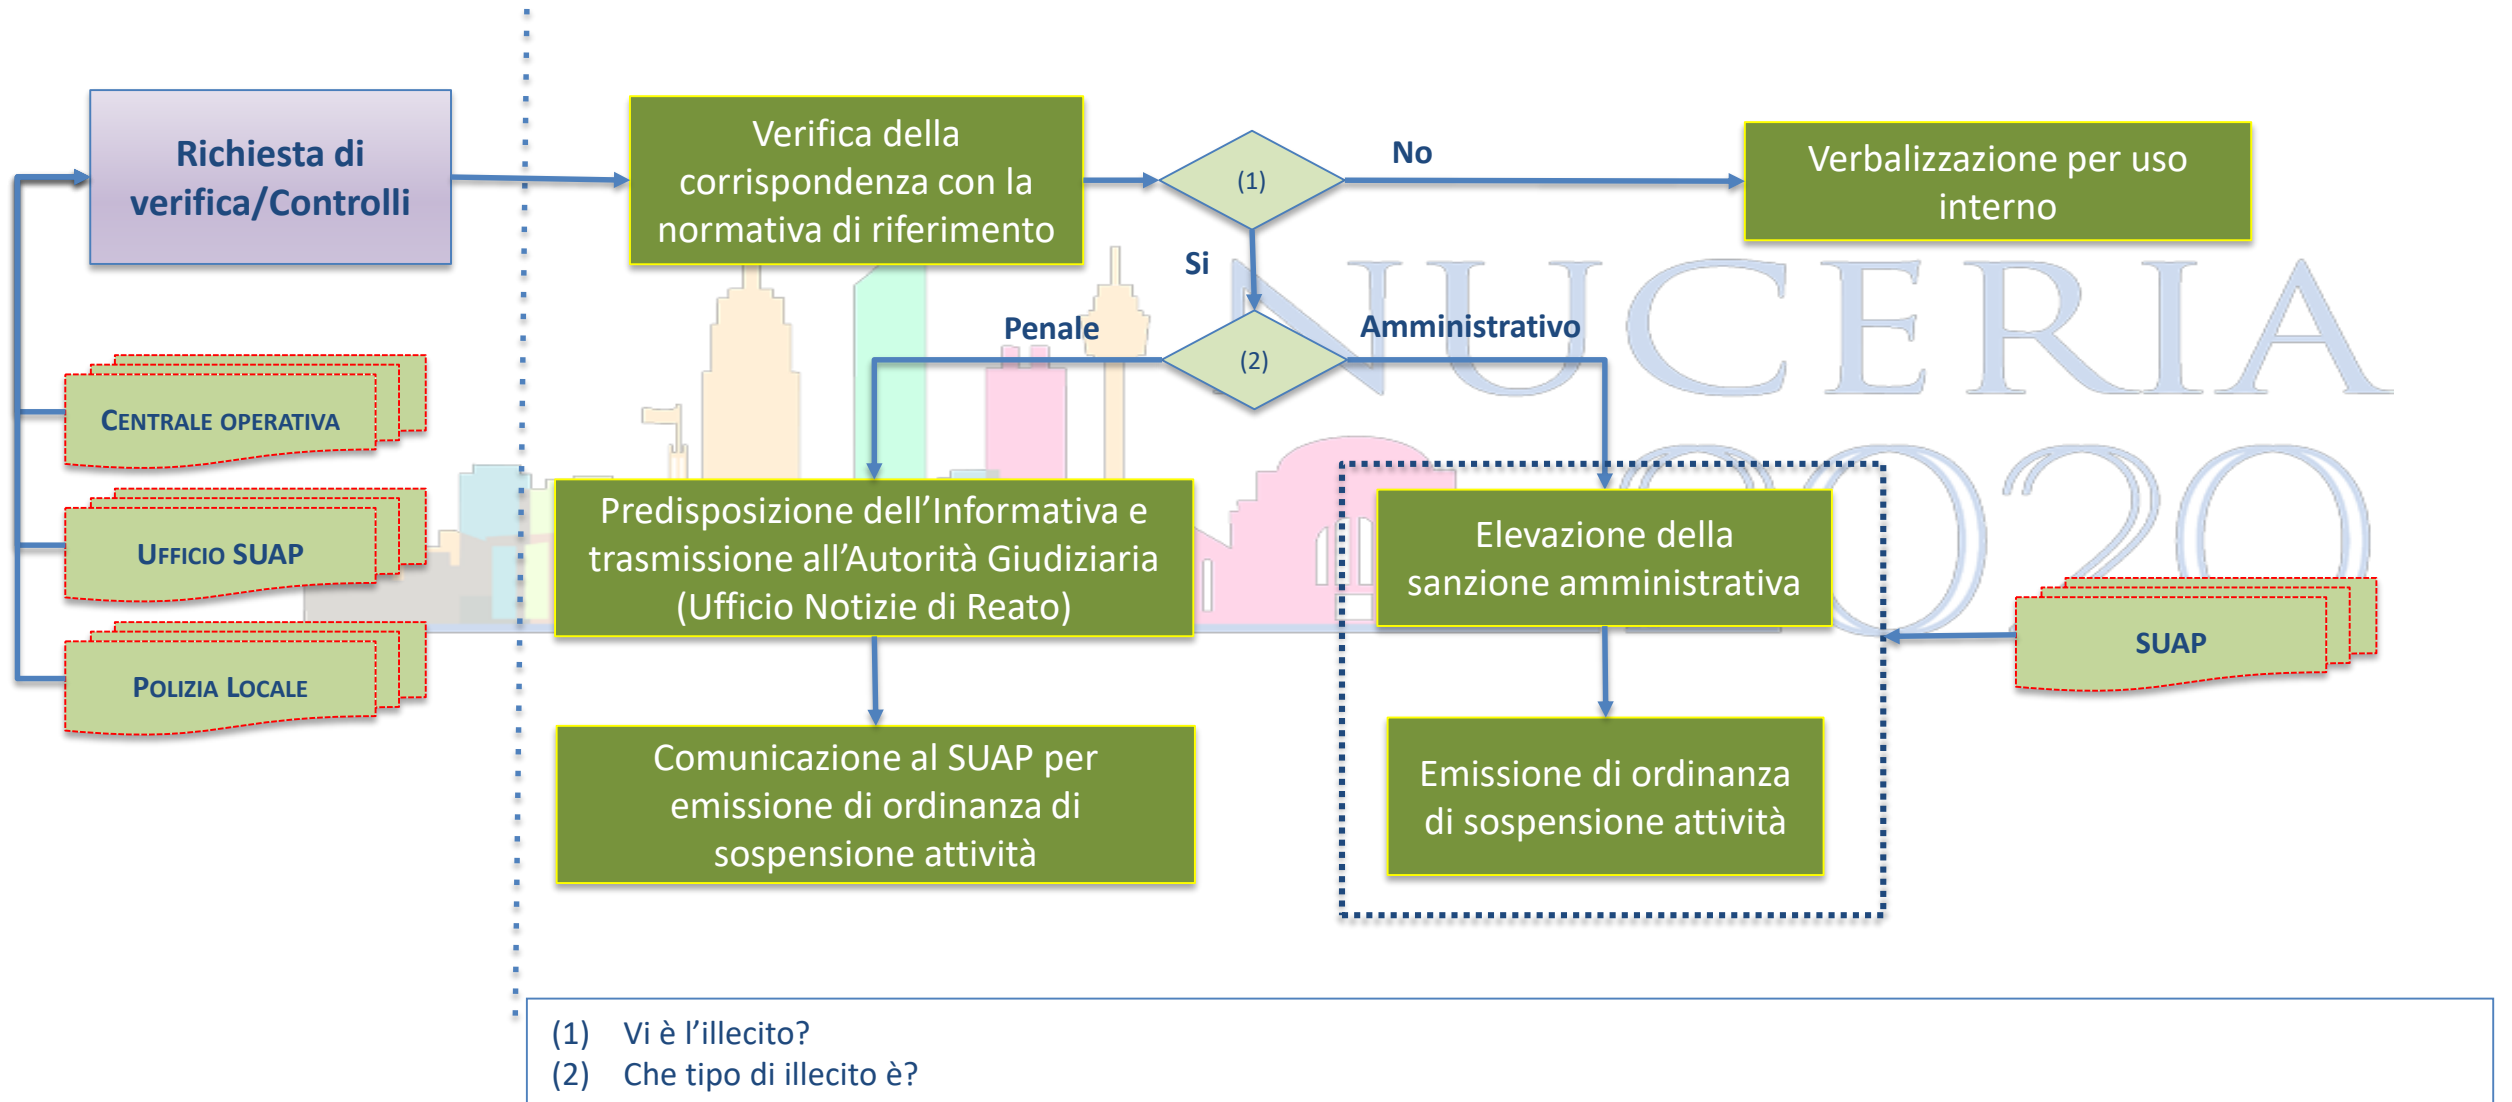 Richiesta di
verifica/Controlli
Verifica della
corrispondenza con la
normativa di riferimento
(1)
No
Verbalizzazione per uso
interno
Si
NUCERIA
2020
Penale
(2)
Amministrativo
CENTRALE OPERATIVA
UFFICIO SUAP
POLIZIA LOCALE
Predisposizione dell’Informativa e
trasmissione all’Autorità Giudiziaria
(Ufficio Notizie di Reato)
Elevazione della
sanzione amministrativa
SUAP
Comunicazione al SUAP per
emissione di ordinanza di
sospensione attività
Emissione di ordinanza
di sospensione attività
(1) Vi è l’illecito?
(2) Che tipo di illecito è?